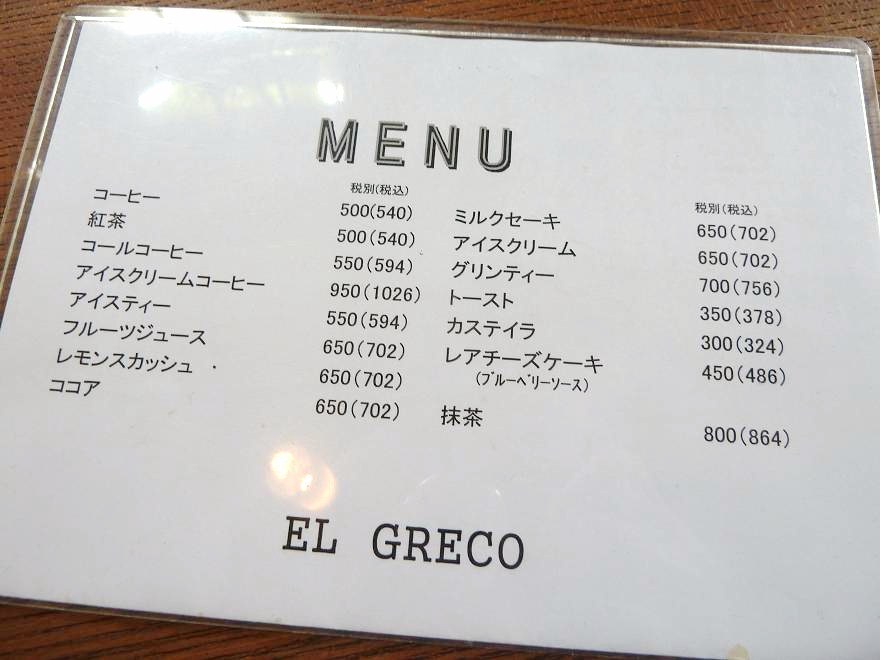 MENU
税別(税込)
コーヒー 500(540)
紅茶 500(540)
コールコーヒー 550(594)
アイスクリームコーヒー 950(1026)
アイスティー 550(594)
フルーツジュース 650(702)
レモンスカッシュ 650(702)
ココア 650(702)
税別(税込)
ミルクセーキ 650(702)
アイスクリーム 650(702)
グリンティー 700(756)
トースト 350(378)
カステイラ 300(324)
レアチーズケーキ 450(486)
(ブルーベリーソース)
抹茶 800(864)
EL GRECO